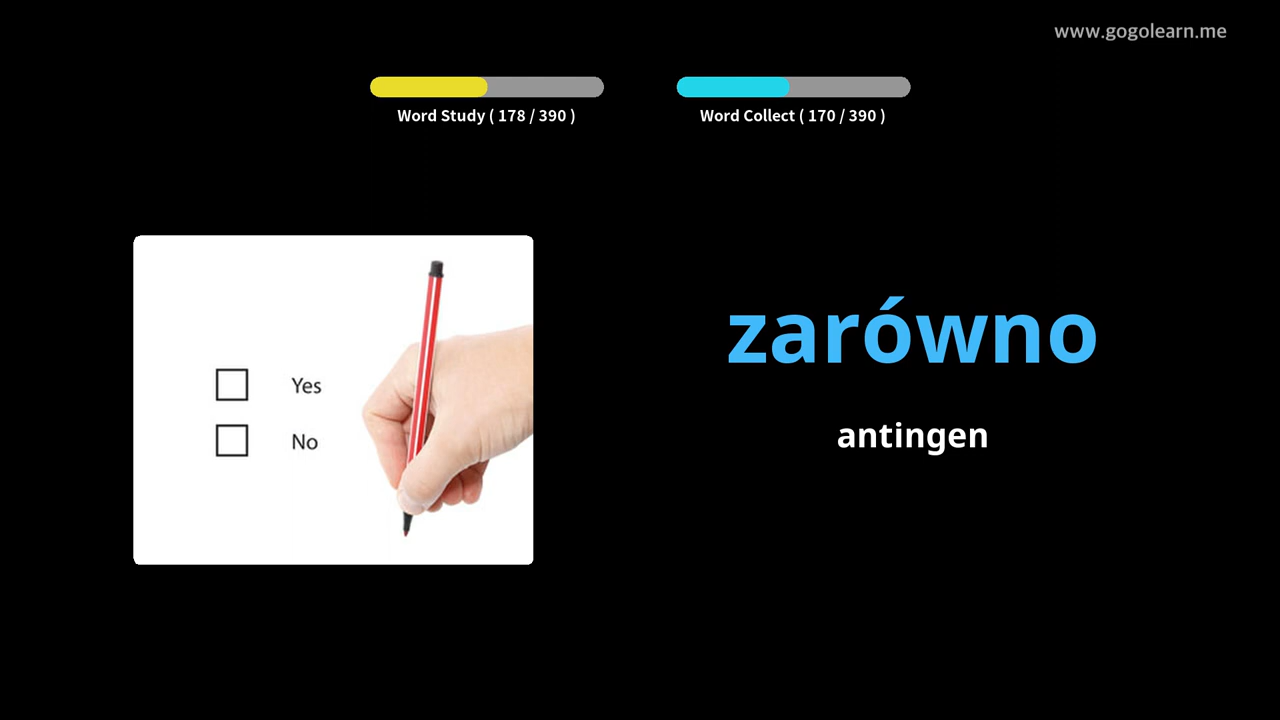 www.gogolearn.me
Word Study ( 178 / 390 )
Word Collect ( 170 / 390 )
Yes
No
zarówno
antingen